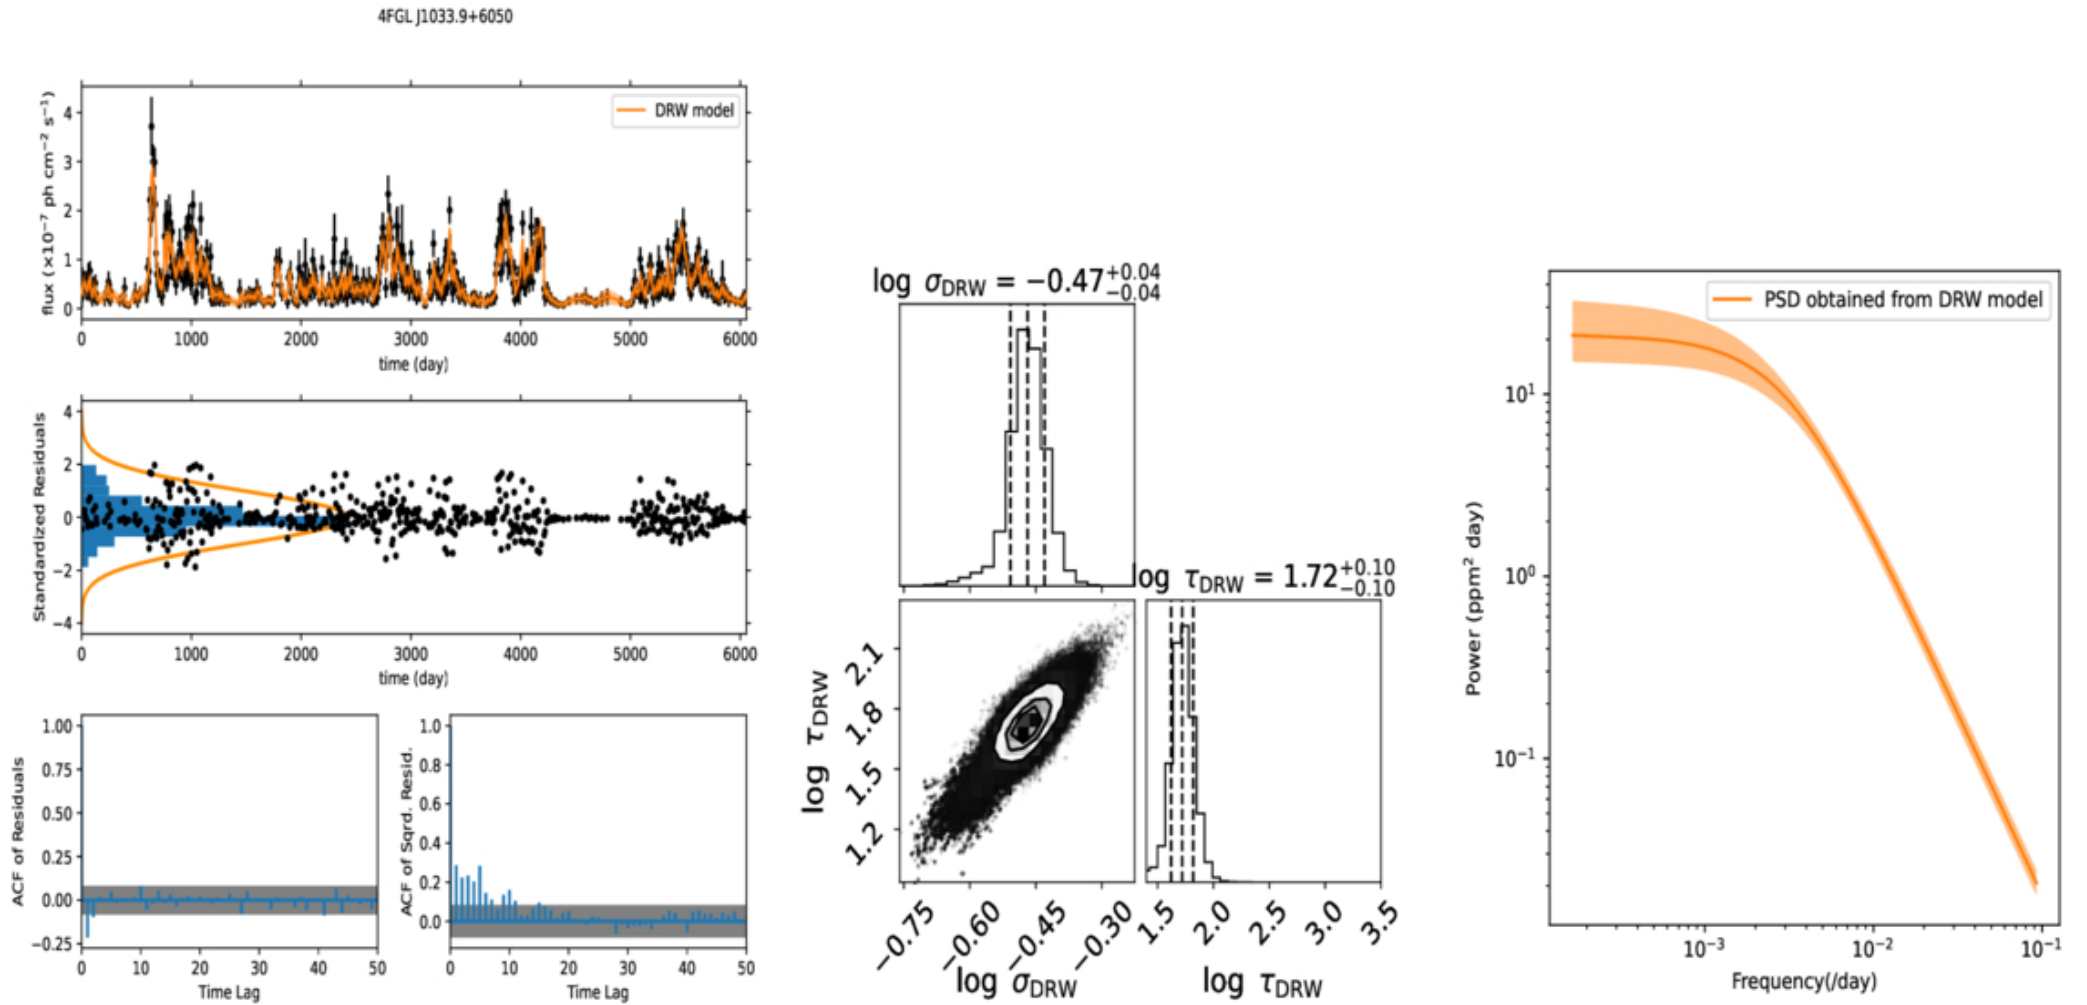 4FGL J1033.9+6050
flux (×10⁻⁷ ph cm⁻² s⁻¹)
4
3
2
1
0
DRW model
0 1000 2000 3000 4000 5000 6000
time (day)
Standardized Residuals
4
2
0
−2
−4
0 1000 2000 3000 4000 5000 6000
time (day)
ACF of Residuals
1.00
0.75
0.50
0.25
0.00
−0.25
0 10 20 30 40 50
Time Lag
ACF of Sqrd. Resid.
1.0
0.8
0.6
0.4
0.2
0.0
0 10 20 30 40 50
Time Lag
log σDRW = −0.47+0.04 −0.04
log τDRW = 1.72+0.10 −0.10
log τDRW
2.1
1.8
1.5
1.2
−0.75 −0.60 −0.45 −0.30
log σDRW
1.5 2.0 2.5 3.0 3.5
log τDRW
PSD obtained from DRW model
Power (ppm² day)
10¹
10⁰
10⁻¹
10⁻³ 10⁻² 10⁻¹
Frequency(/day)